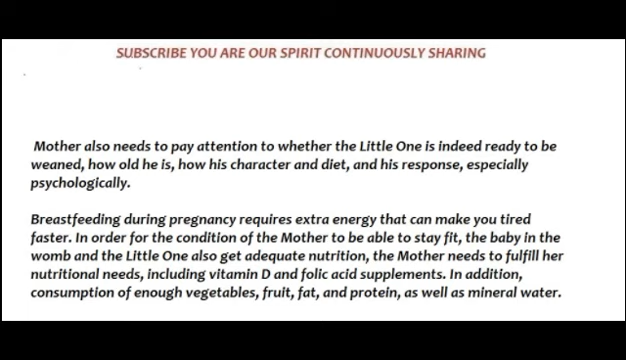 SUBSCRIBE YOU ARE OUR SPIRIT CONTINUOUSLY SHARING
Mother also needs to pay attention to whether the Little One is indeed ready to be
weaned, how old he is, how his character and diet, and his response, especially
psychologically.
Breastfeeding during pregnancy requires extra energy that can make you tired
faster. In order for the condition of the Mother to be able to stay fit, the baby in the
womb and the Little One also get adequate nutrition, the Mother needs to fulfill her
nutritional needs, including vitamin D and folic acid supplements. In addition,
consumption of enough vegetables, fruit, fat, and protein, as well as mineral water.